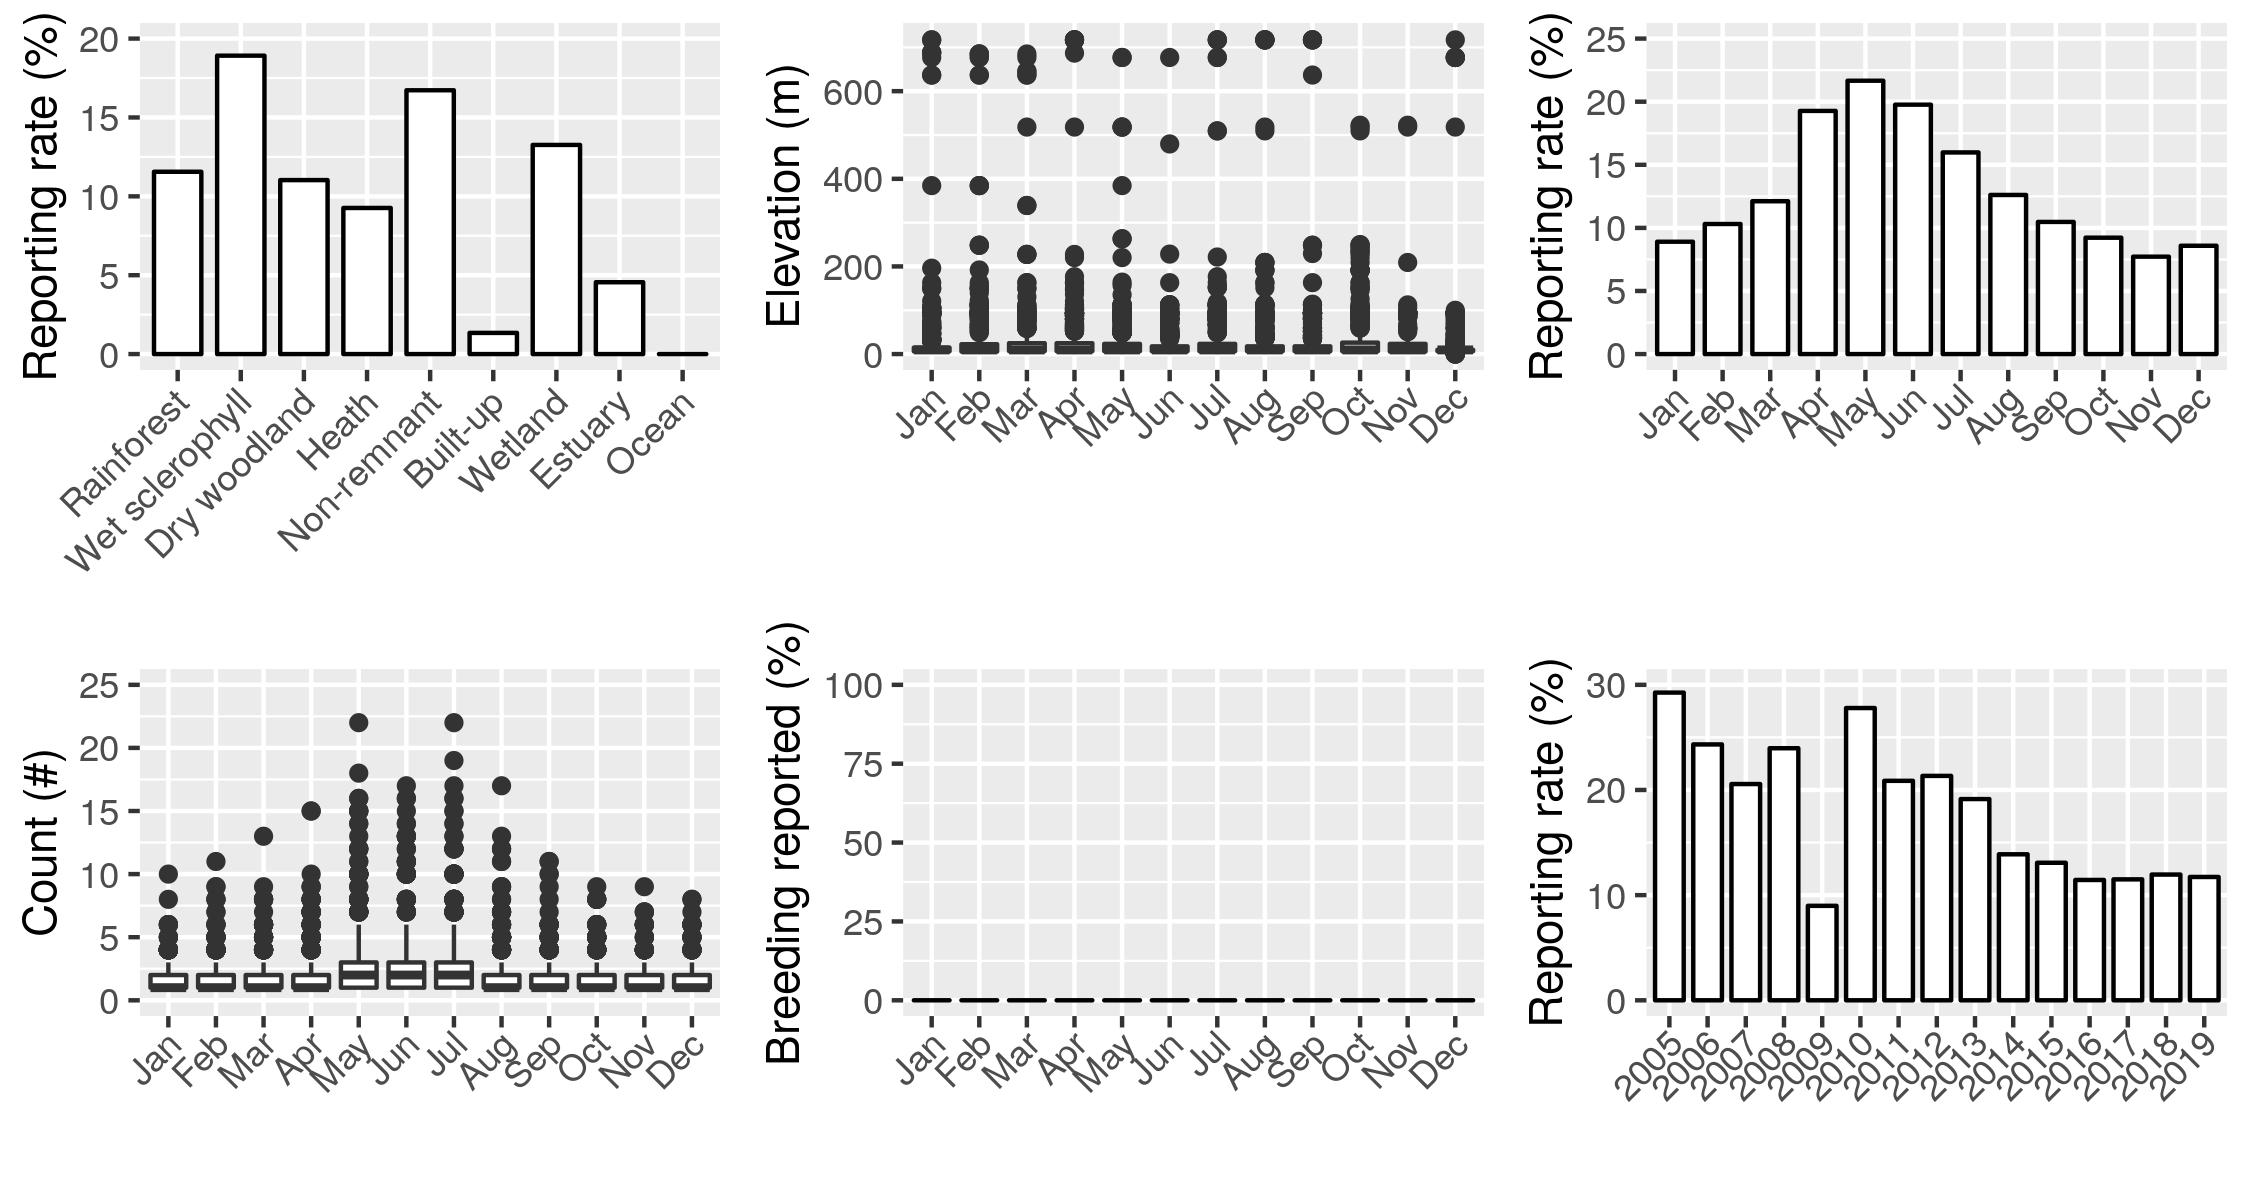 Reporting rate (%)
20
15
10
5
0
Rainforest
Wet sclerophyll
Dry woodland
Heath
Non-remnant
Built-up
Wetland
Estuary
Ocean
Elevation (m)
600
400
200
0
Jan Feb Mar Apr May Jun Jul Aug Sep Oct Nov Dec
Reporting rate (%)
25
20
15
10
5
0
Jan Feb Mar Apr May Jun Jul Aug Sep Oct Nov Dec
Count (#)
25
20
15
10
5
0
Jan Feb Mar Apr May Jun Jul Aug Sep Oct Nov Dec
Breeding reported (%)
100
75
50
25
0
Jan Feb Mar Apr May Jun Jul Aug Sep Oct Nov Dec
Reporting rate (%)
30
20
10
0
2005 2006 2007 2008 2009 2010 2011 2012 2013 2014 2015 2016 2017 2018 2019